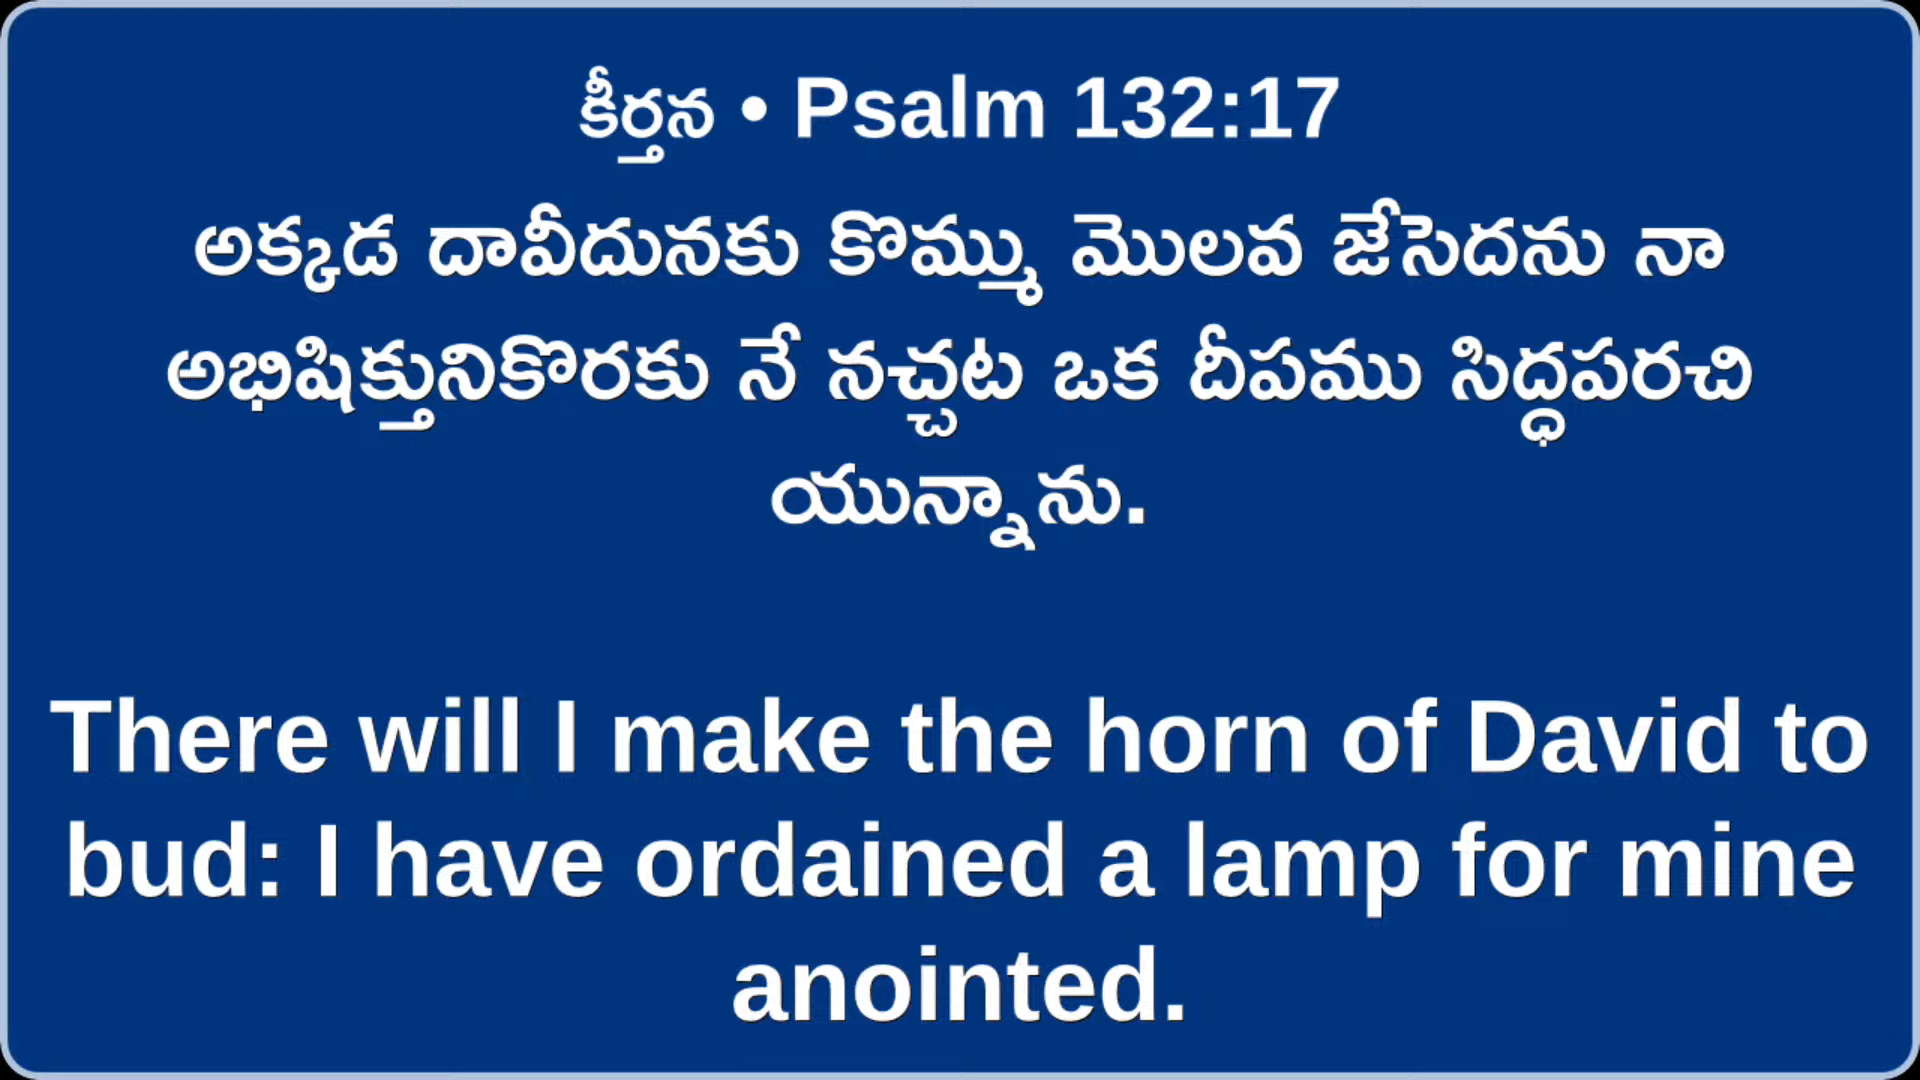 కీర్తన • Psalm 132:17
అక్కడ దావీదునకు కొమ్ము మొలవ జేసెదను నా
అభిషిక్తునికొరకు నే నచ్చట ఒక దీపము సిద్ధపరచి
యున్నాను.
There will I make the horn of David to
bud: I have ordained a lamp for mine
anointed.